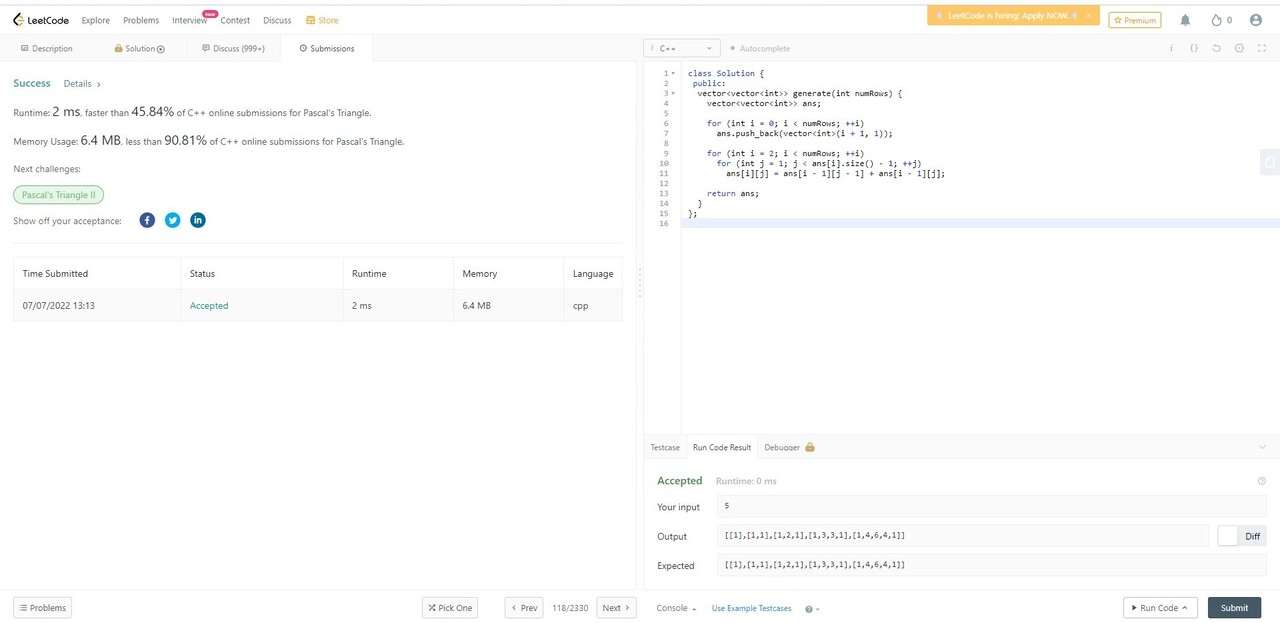 LeetCode Explore Problems Interview New Contest Discuss Store LeetCode is hiring! Apply NOW. Premium 0
Description Solution Discuss (999+) Submissions
i C++ Autocomplete
Success Details
Runtime: 2 ms, faster than 45.84% of C++ online submissions for Pascal's Triangle.
Memory Usage: 6.4 MB, less than 90.81% of C++ online submissions for Pascal's Triangle.
Next challenges:
Pascal's Triangle II
Show off your acceptance:
Time Submitted Status Runtime Memory Language
07/07/2022 13:13 Accepted 2 ms 6.4 MB cpp
1 class Solution {
2 public:
3 vector<vector<int>> generate(int numRows) {
4 vector<vector<int>> ans;
5
6 for (int i = 0; i < numRows; ++i)
7 ans.push_back(vector<int>(i + 1, 1));
8
9 for (int i = 2; i < numRows; ++i)
10 for (int j = 1; j < ans[i].size() - 1; ++j)
11 ans[i][j] = ans[i - 1][j - 1] + ans[i - 1][j];
12
13 return ans;
14 }
15 };
16
Testcase Run Code Result Debugger
Accepted Runtime: 0 ms
Your input 5
Output [[1],[1,1],[1,2,1],[1,3,3,1],[1,4,6,4,1]] Diff
Expected [[1],[1,1],[1,2,1],[1,3,3,1],[1,4,6,4,1]]
Problems Pick One Prev 118/2330 Next Console Use Example Testcases Run Code Submit